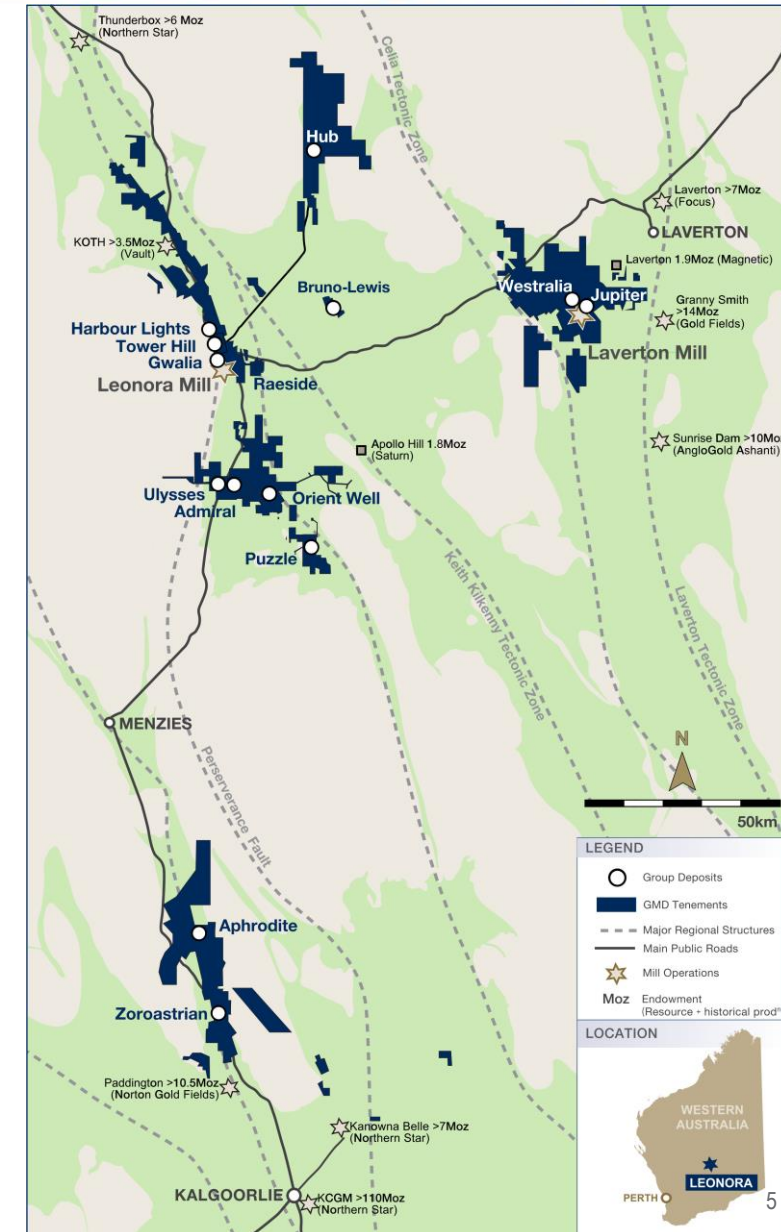 Thunderbox >6 Moz
(Northern Star)
Celia Tectonic Zone
Hub
Laverton >7Moz
(Focus)
KOTH >3.5Moz
(Vault)
LAVERTON
Laverton 1.9Moz (Magnetic)
Bruno-Lewis
Westralia
Jupiter
Granny Smith
>14Moz
(Gold Fields)
Harbour Lights
Tower Hill
Gwalia
Laverton Mill
Leonora Mill
Raeside
Apollo Hill 1.8Moz
(Saturn)
Sunrise Dam >10Moz
(AngloGold Ashanti)
Ulysses
Admiral
Orient Well
Puzzle
Keith Kilkenny Tectonic Zone
Laverton Tectonic Zone
MENZIES
Perserverance Fault
N
50km
LEGEND
Group Deposits
GMD Tenements
Major Regional Structures
Main Public Roads
Mill Operations
Moz Endowment
(Resource + historical prod
Aphrodite
Zoroastrian
LOCATION
Paddington >10.5Moz
(Norton Gold Fields)
WESTERN
AUSTRALIA
Kanowna Belle >7Moz
(Northern Star)
LEONORA
PERTH
KALGOORLIE
KCGM >110Moz
(Northern Star)
5